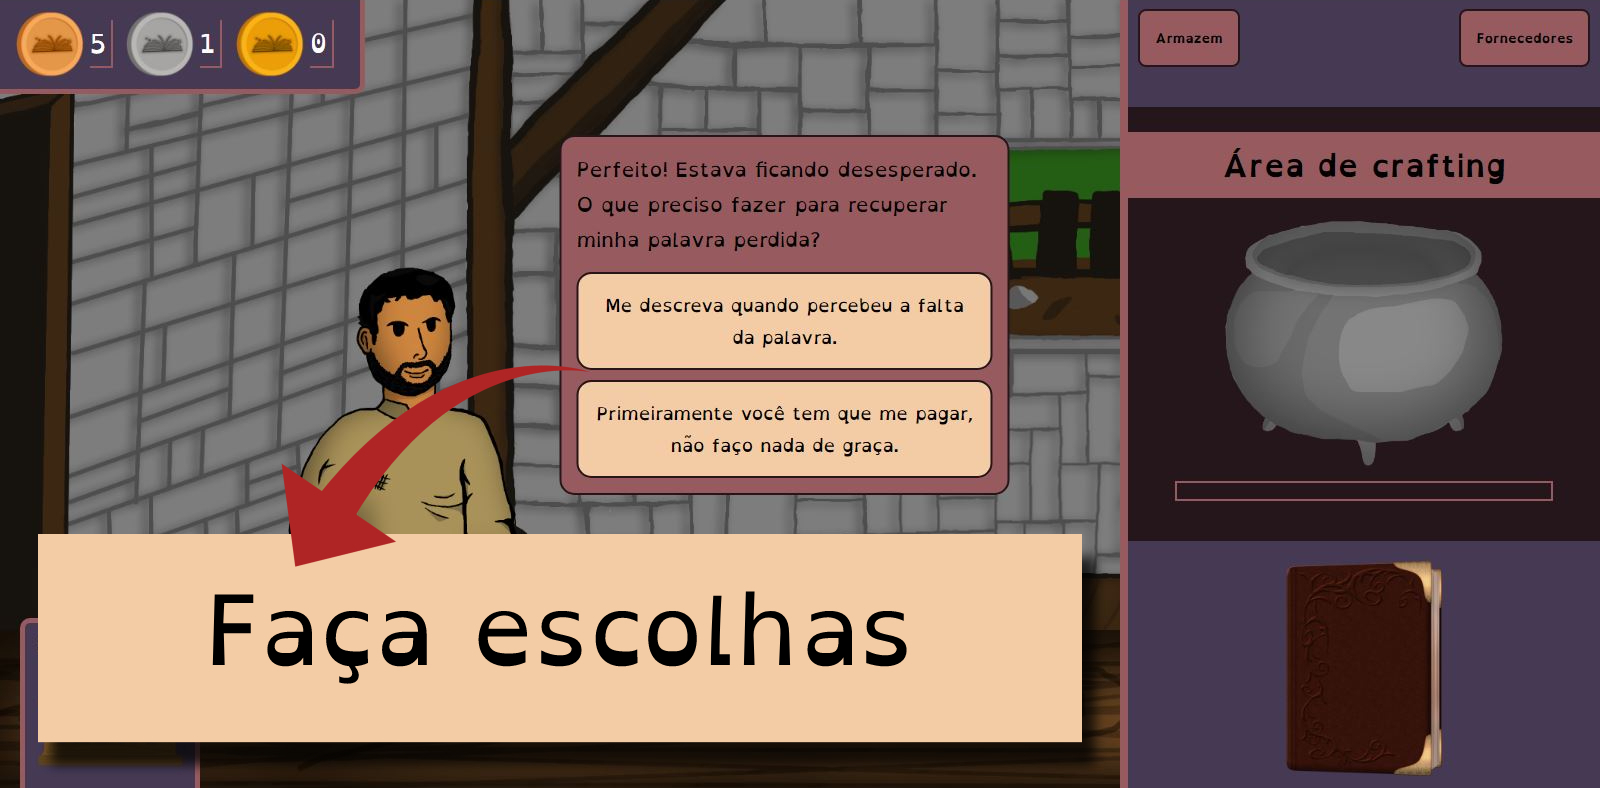 5 1 0
Armazem
Fornecedores
Área de crafting
Perfeito! Estava ficando desesperado.
O que preciso fazer para recuperar
minha palavra perdida?
Me descreva quando percebeu a falta
da palavra.
Primeiramente você tem que me pagar,
não faço nada de graça.
Faça escolhas